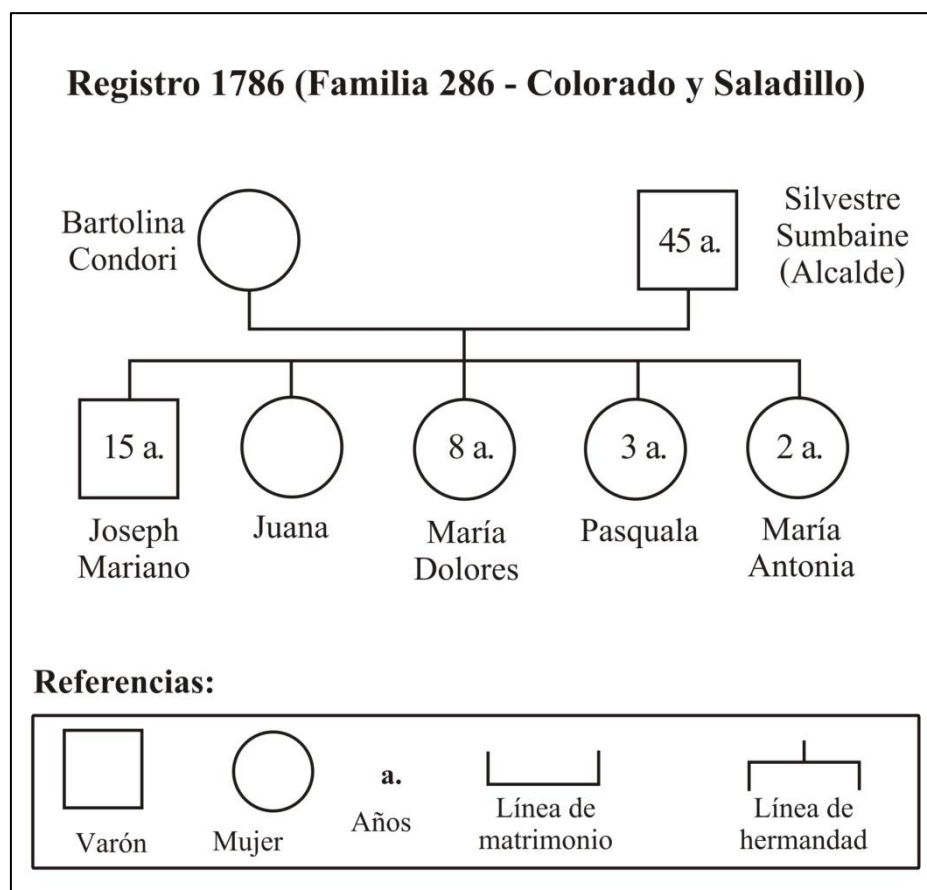 Registro 1786 (Familia 286 - Colorado y Saladillo)
Bartolina
Condori
45 a.
Silvestre
Sumbaine
(Alcalde)
15 a.
8 a.
3 a.
2 a.
Joseph
Mariano
Juana
María
Dolores
Pasquala
María
Antonia
Referencias:
Varón
Mujer
a.
Años
Línea de
matrimonio
Línea de
hermandad